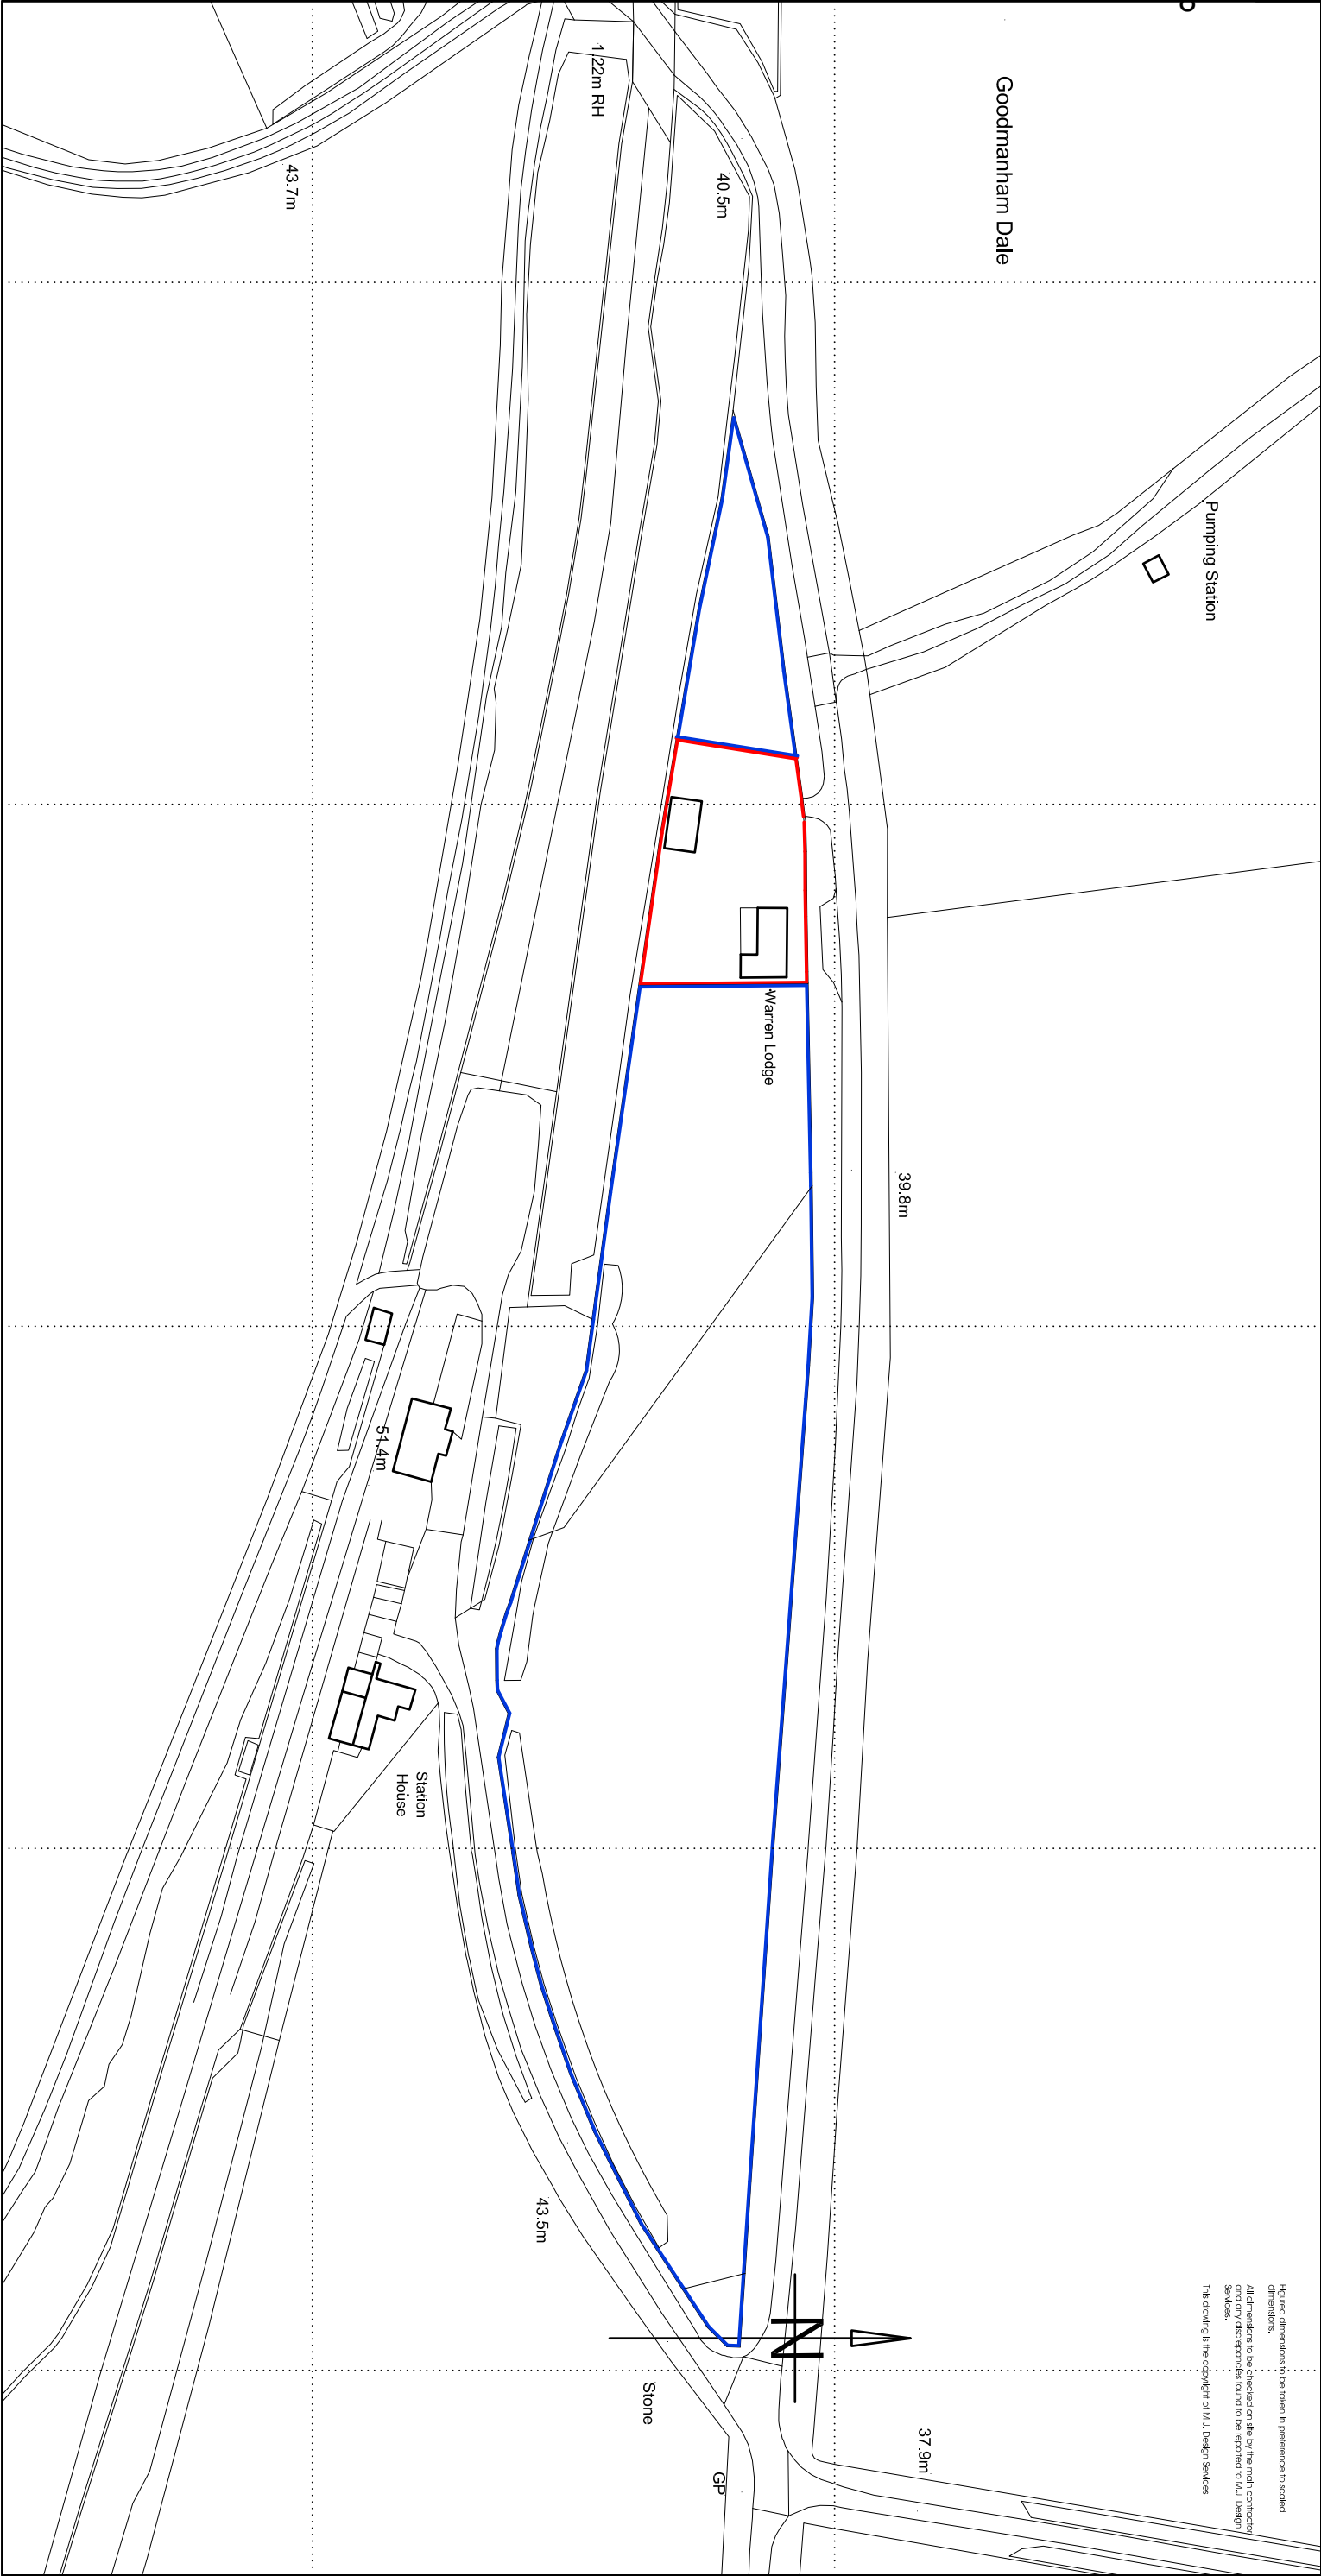 Goodmanham Dale
1.22m RH
40.5m
43.7m
Pumping Station
Warren Lodge
39.8m
51.4m
Station
House
43.5m
N
Stone
GP
37.9m
Figured dimensions to be taken in preference to scaled
dimensions.
All dimensions to be checked on site by the main contractor
and any discrepancies found to be reported to M.J. Design
Services.
This drawing is the copyright of M.J. Design Services